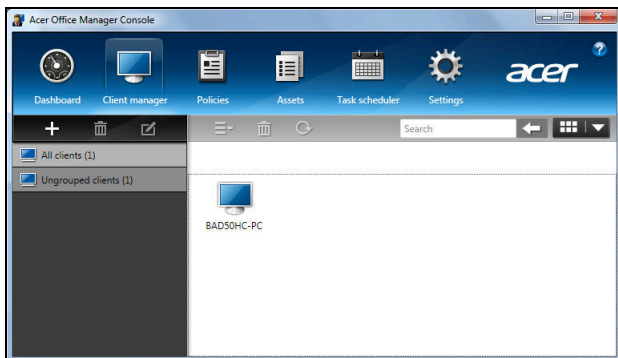 Acer Office Manager Console
acer
Dashboard Client manager Policies Assets Task scheduler Settings
Search
All clients (1)
Ungrouped clients (1)
BAD50HC-PC